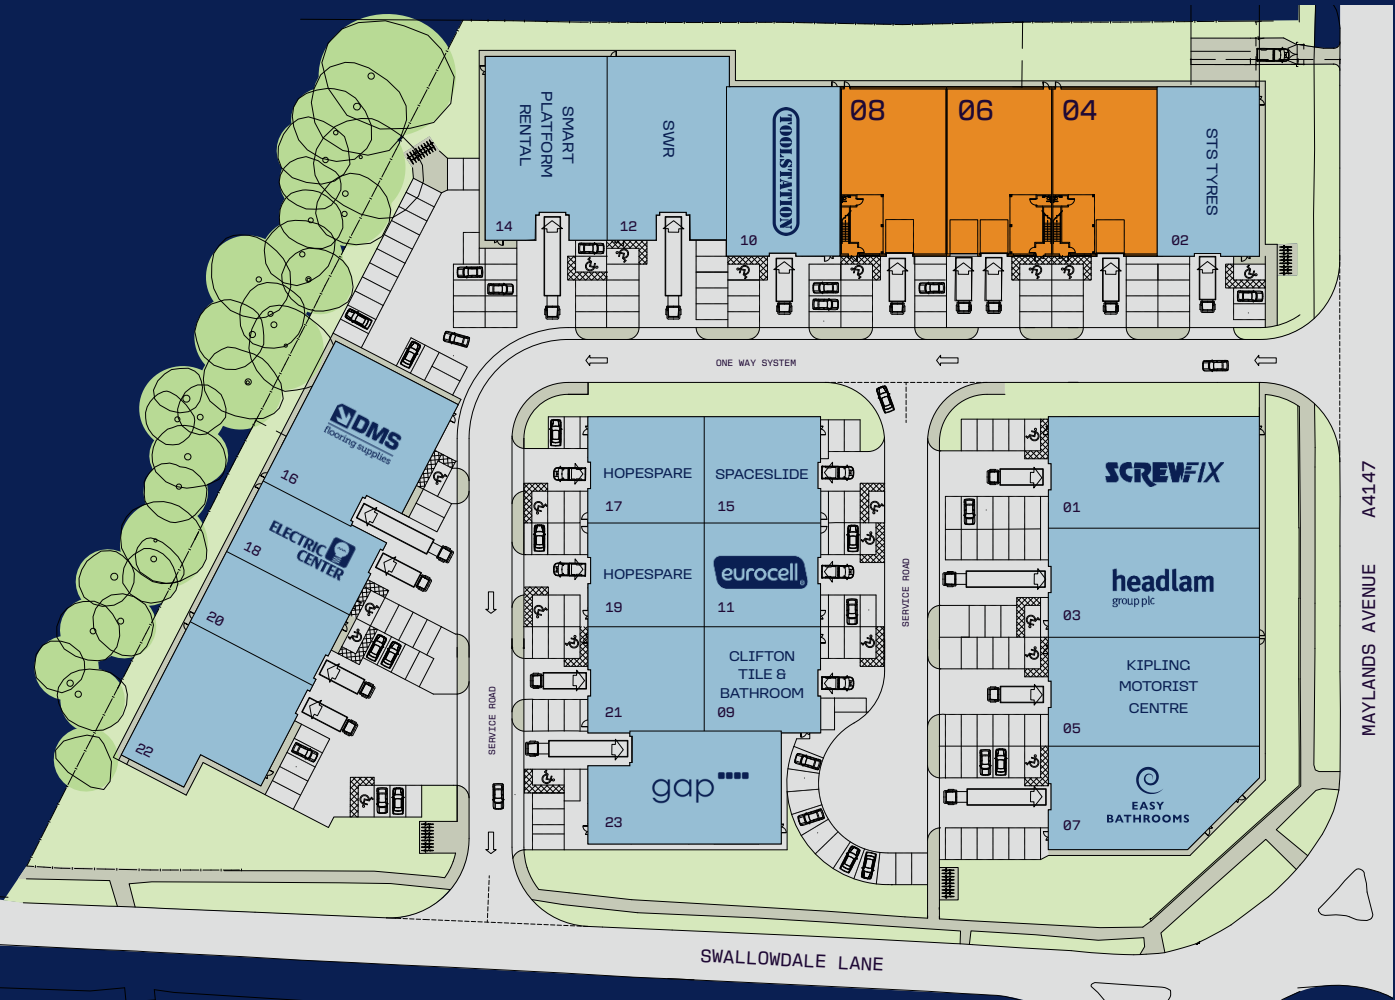 SMART
PLATFORM
RENTAL
14
SWR
12
TOOLSTATION
10
08
06
04
STS TYRES
02
ONE WAY SYSTEM
DMS
flooring supplies
16
ELECTRIC
CENTER
18
20
22
HOPESPARE
17
SPACESLIDE
15
HOPESPARE
19
eurocell
11
21
CLIFTON
TILE &
BATHROOM
09
gap
23
SCREWFIX
01
headlam
group plc
03
KIPLING
MOTORIST
CENTRE
05
EASY
BATHROOMS
07
SERVICE ROAD
SERVICE ROAD
MAYLANDS AVENUE A4147
SWALLOWDALE LANE